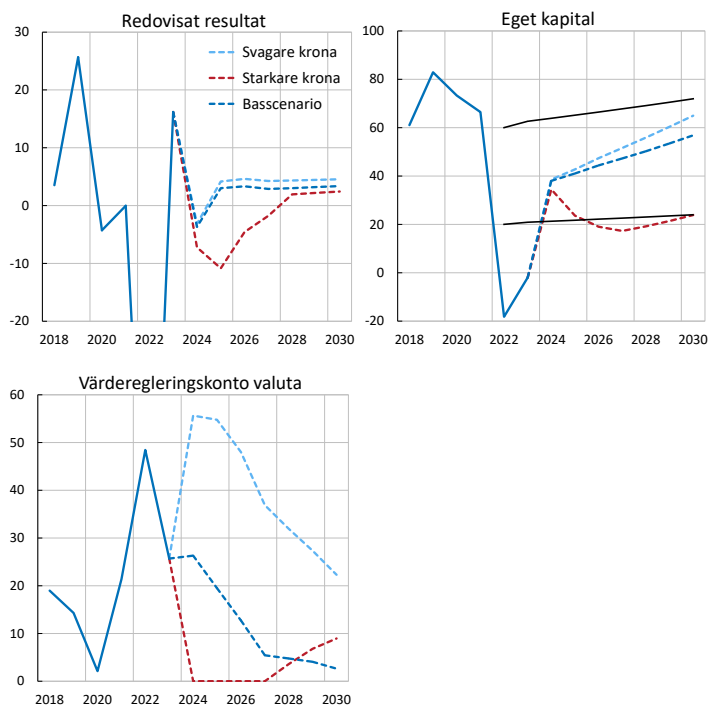 Redovisat resultat
30
20
10
0
-10
-20
2018 2020 2022 2024 2026 2028 2030
Svagare krona
Starkare krona
Basscenario
Eget kapital
100
80
60
40
20
0
-20
2018 2020 2022 2024 2026 2028 2030
Värderegleringskonto valuta
60
50
40
30
20
10
0
2018 2020 2022 2024 2026 2028 2030